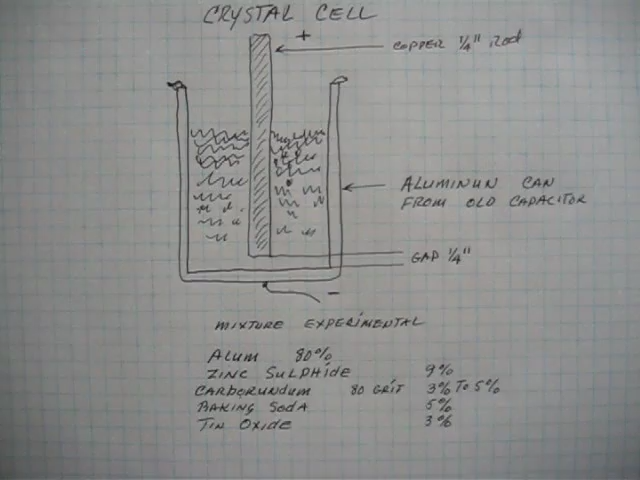 CRYSTAL CELL
+
COPPER 1/4" rod
ALUMINUN CAN
FROM OLD CAPACITOR
GAP 1/4"
-
MIXTURE EXPERIMENTAL
ALUM 80%
ZINC SULPHIDE 9%
CARBORUNDUM 80 GRIT 3% TO 5%
BAKING SODA 5%
TIN OXIDE 3%